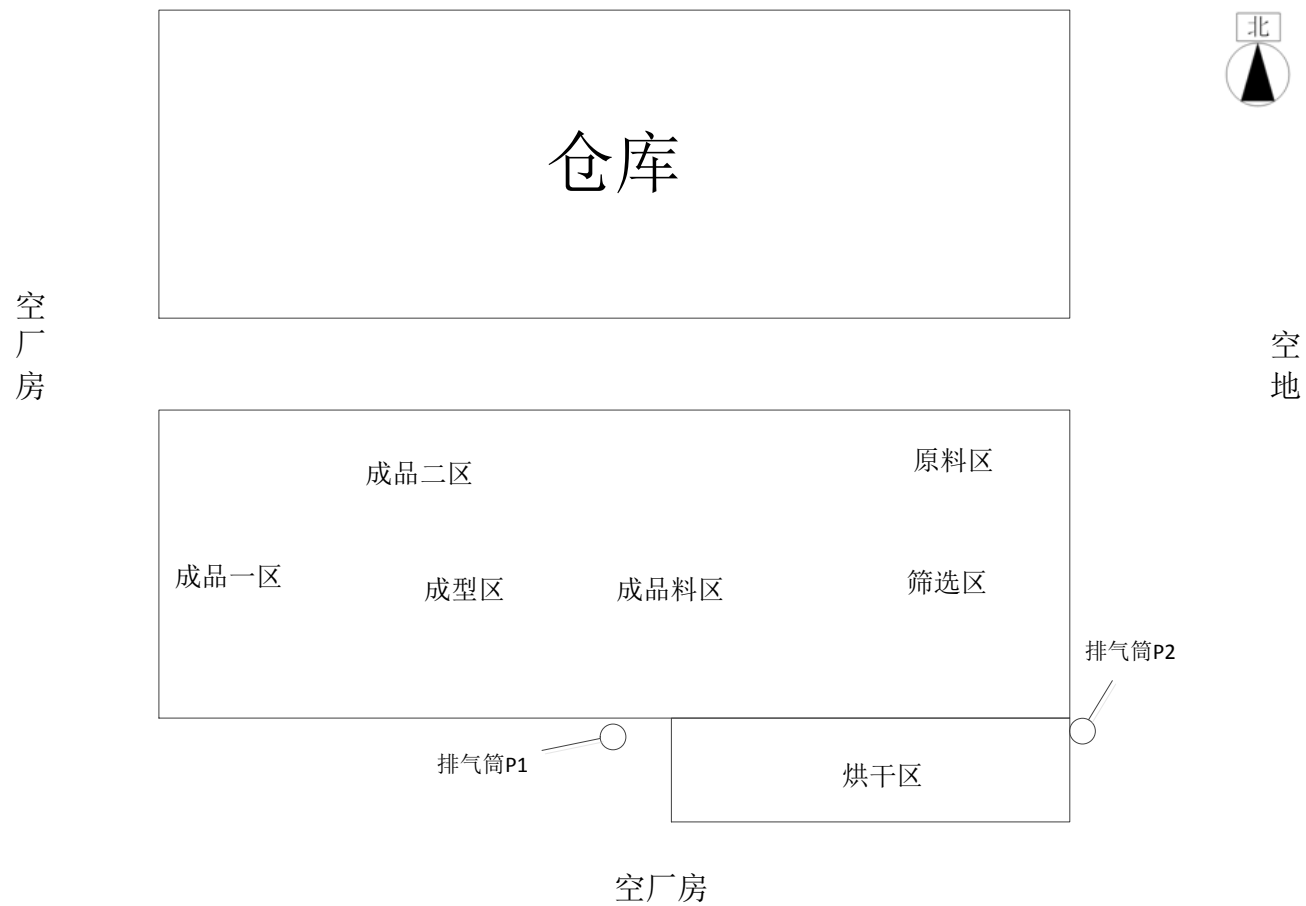 北
仓库
空厂房
空地
成品二区
原料区
成品一区
成型区
成品料区
筛选区
排气筒P2
排气筒P1
烘干区
空厂房